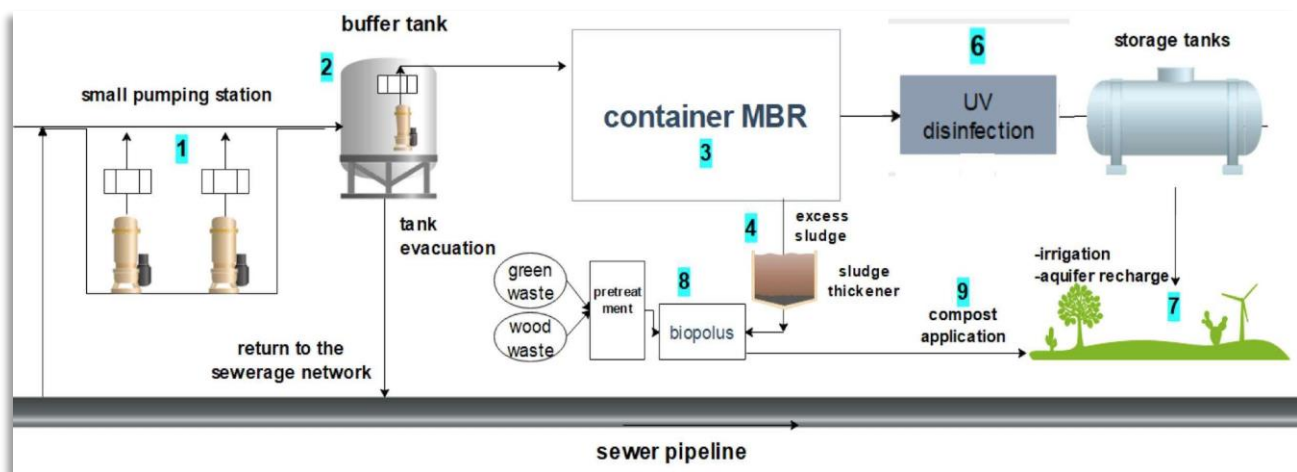 buffer tank
2
small pumping station
1
container MBR
3
6
UV
disinfection
storage tanks
tank
evacuation
4
excess
sludge
sludge
thickener
green
waste
wood
waste
pretreat
ment
8
biopolus
9
compost
application
-irrigation
-aquifer recharge
7
return to the
sewerage network
sewer pipeline